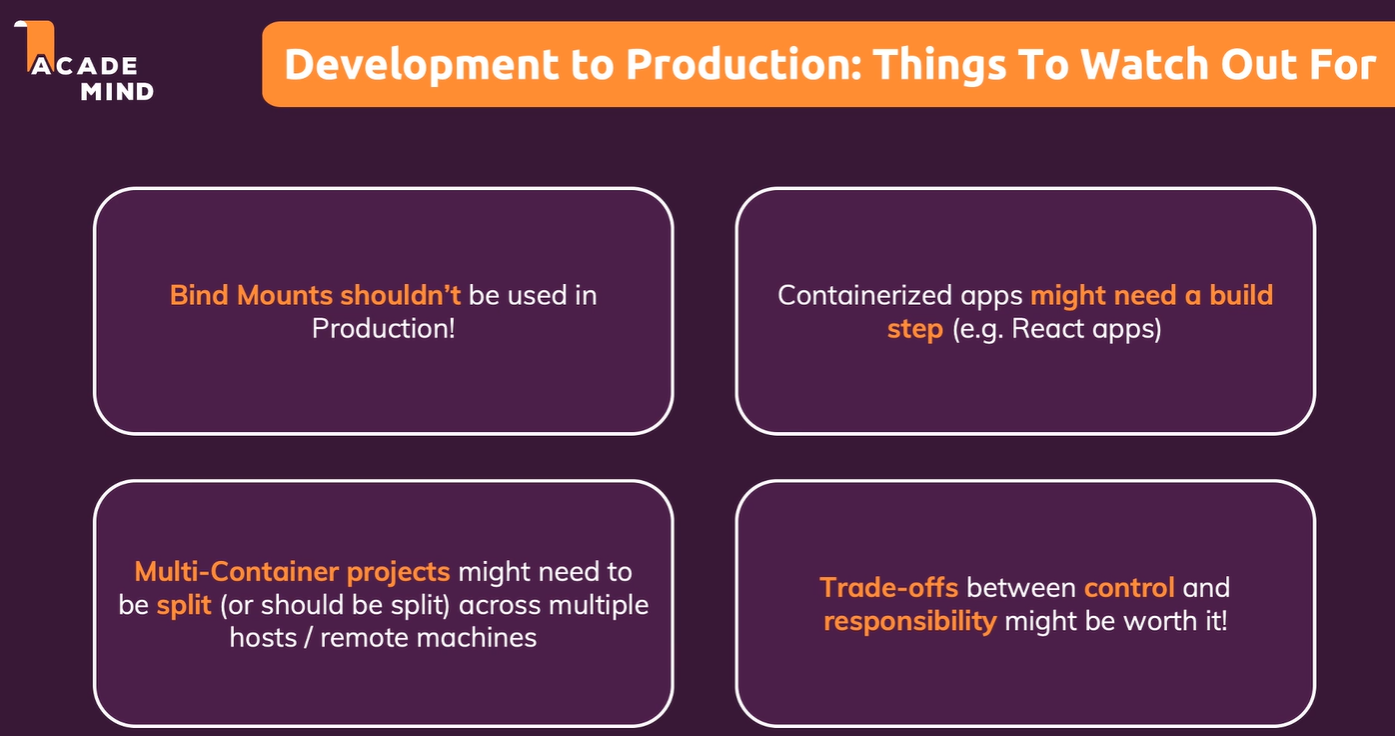 ACADE
MIND
Development to Production: Things To Watch Out For
Bind Mounts shouldn’t be used in
Production!
Containerized apps might need a build
step (e.g. React apps)
Multi-Container projects might need to
be split (or should be split) across multiple
hosts / remote machines
Trade-offs between control and
responsibility might be worth it!